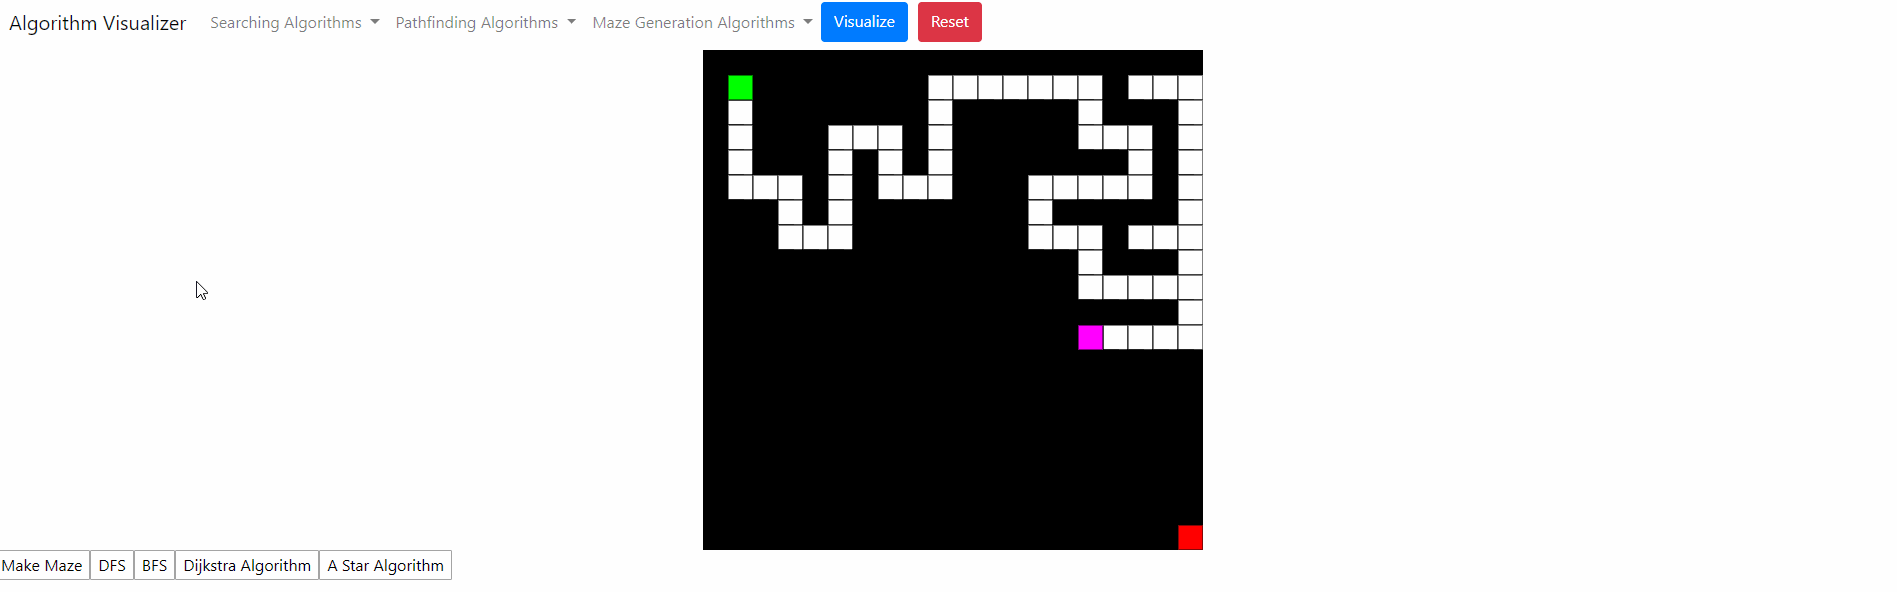 Algorithm Visualizer Searching Algorithms Pathfinding Algorithms Maze Generation Algorithms Visualize Reset
Make Maze DFS BFS Dijkstra Algorithm A Star Algorithm